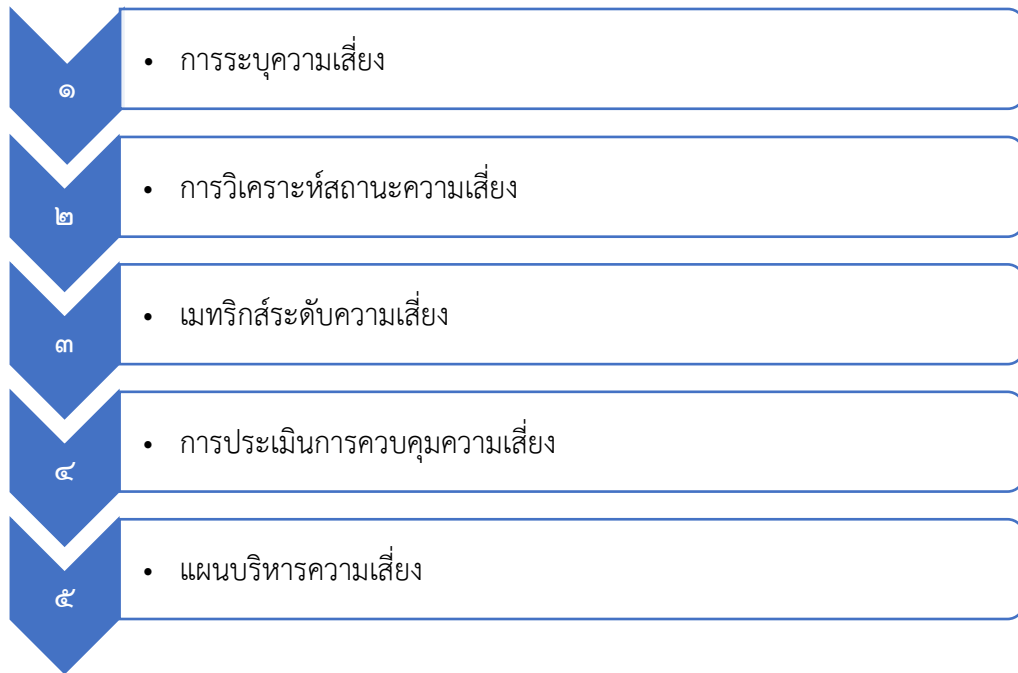 ๑
• การระบุความเสี่ยง
๒
• การวิเคราะห์สถานะความเสี่ยง
๓
• เมทริกส์ระดับความเสี่ยง
๔
• การประเมินการควบคุมความเสี่ยง
๕
• แผนบริหารความเสี่ยง